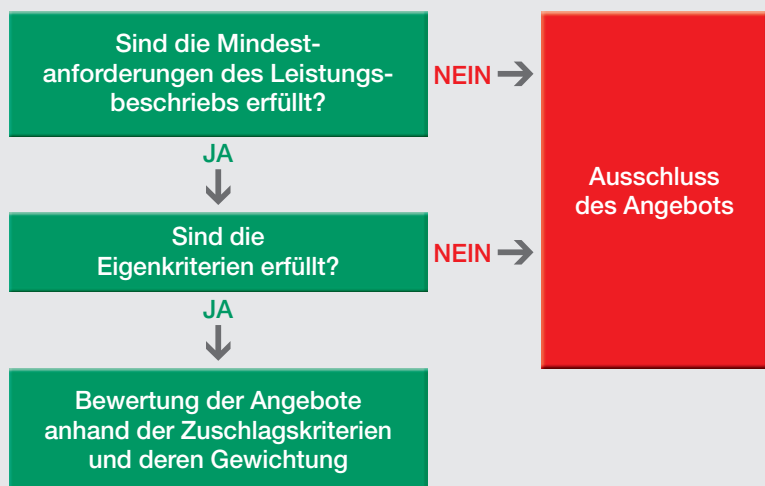 Sind die Mindest-
anforderungen des Leistungs-
beschriebs erfüllt?
NEIN
JA
Ausschluss
des Angebots
Sind die
Eigenkriterien erfüllt?
NEIN
JA
Bewertung der Angebote
anhand der Zuschlagskriterien
und deren Gewichtung